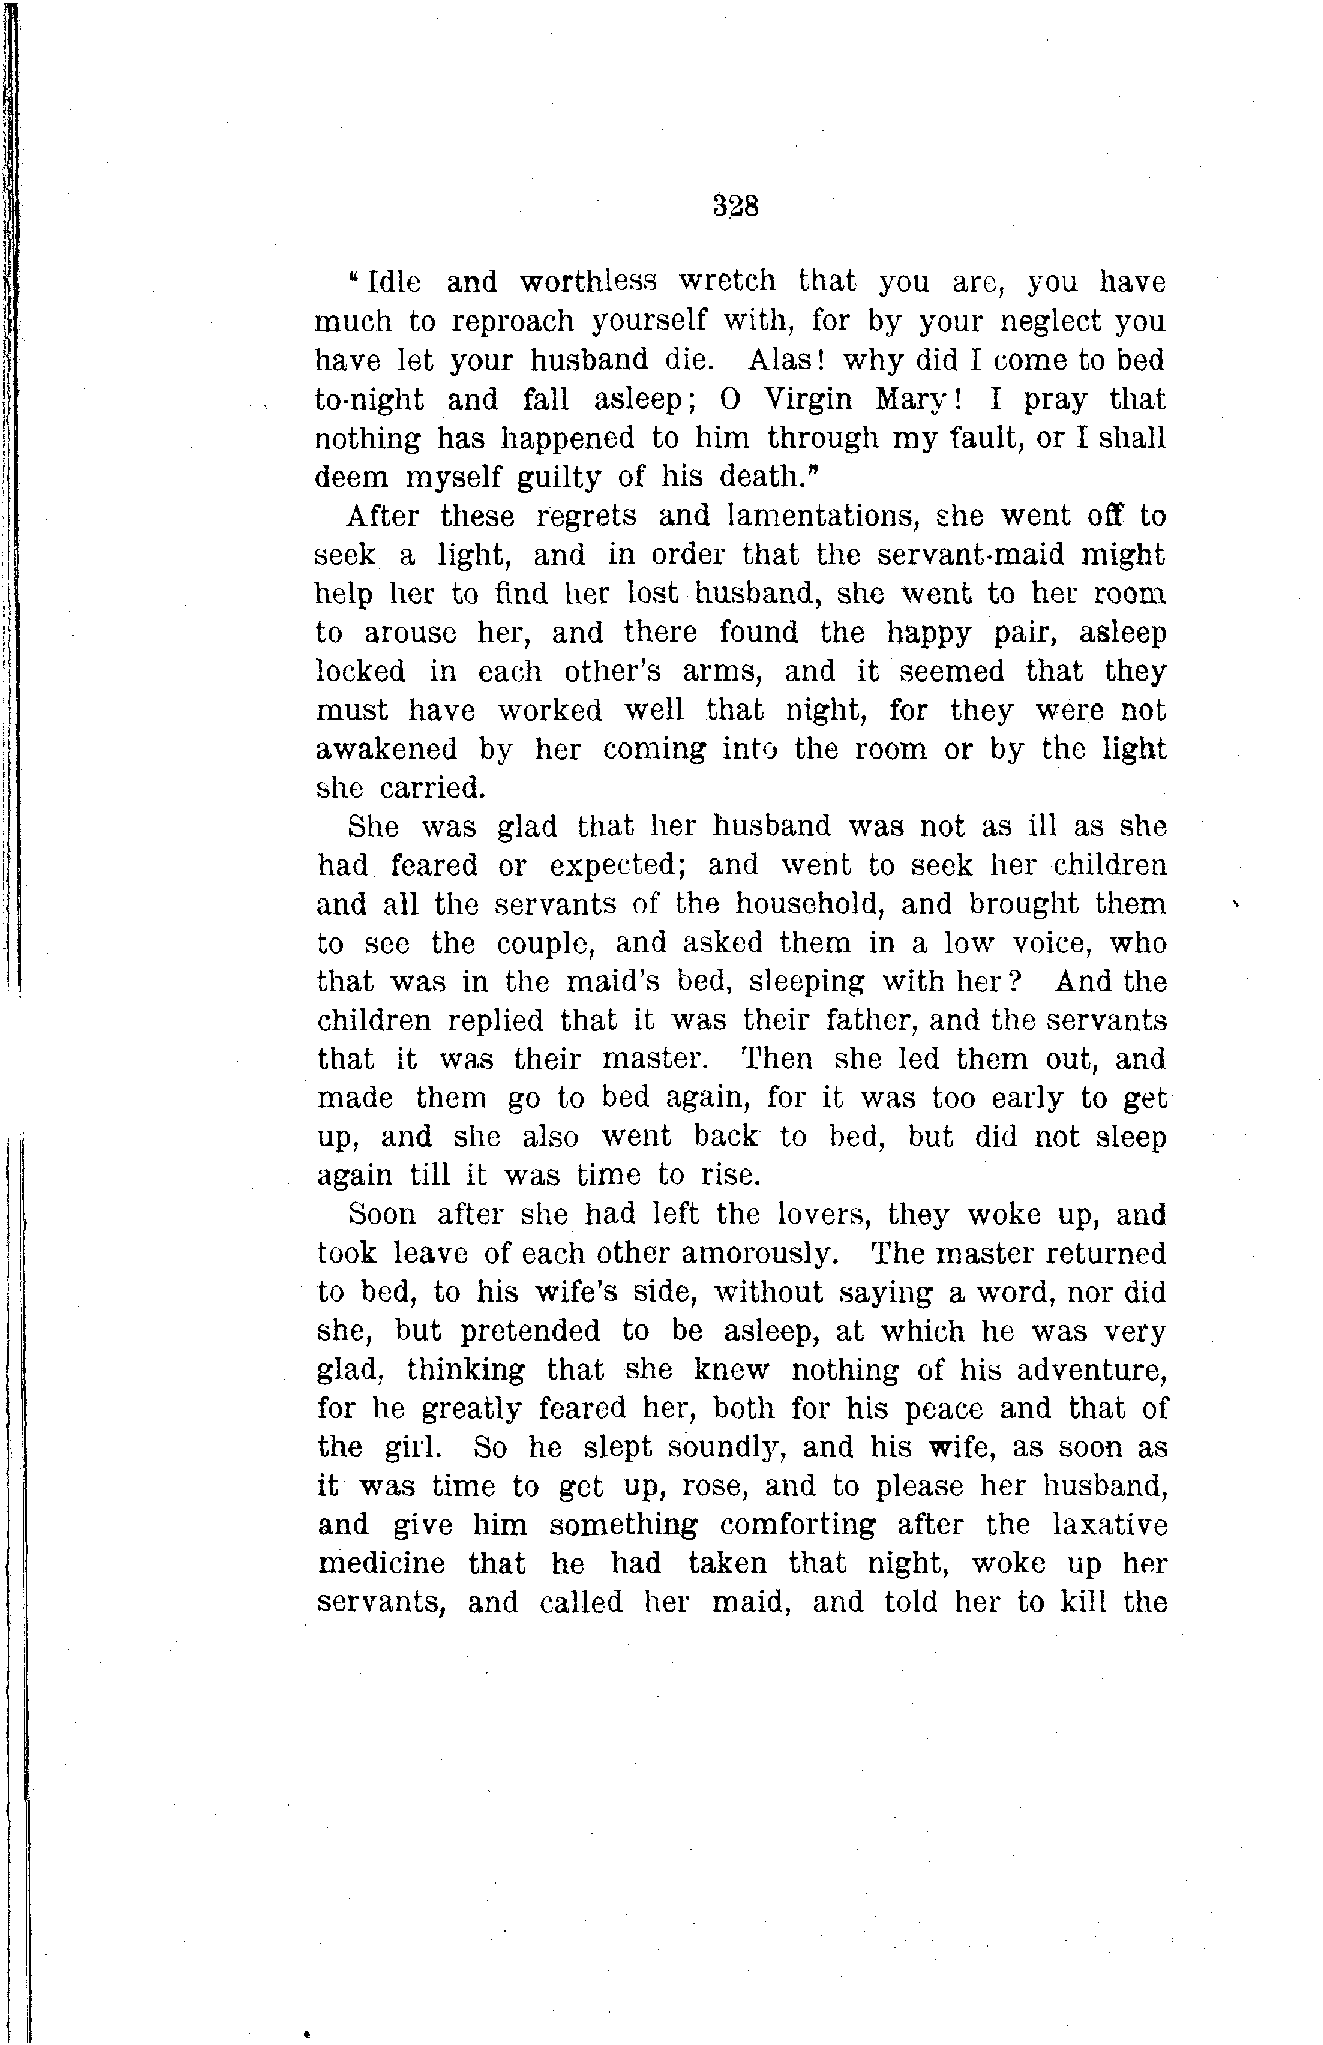 328
“Idle and worthless wretch that you are, you have
much to reproach yourself with, for by your neglect you
have let your husband die. Alas! why did I come to bed
to-night and fall asleep; O Virgin Mary! I pray that
nothing has happened to him through my fault, or I shall
deem myself guilty of his death.”
After these regrets and lamentations, she went off to
seek a light, and in order that the servant-maid might
help her to find her lost husband, she went to her room
to arouse her, and there found the happy pair, asleep
locked in each other's arms, and it seemed that they
must have worked well that night, for they were not
awakened by her coming into the room or by the light
she carried.
She was glad that her husband was not as ill as she
had feared or expected; and went to seek her children
and all the servants of the household, and brought them
to see the couple, and asked them in a low voice, who
that was in the maid's bed, sleeping with her? And the
children replied that it was their father, and the servants
that it was their master. Then she led them out, and
made them go to bed again, for it was too early to get
up, and she also went back to bed, but did not sleep
again till it was time to rise.
Soon after she had left the lovers, they woke up, and
took leave of each other amorously. The master returned
to bed, to his wife's side, without saying a word, nor did
she, but pretended to be asleep, at which he was very
glad, thinking that she knew nothing of his adventure,
for he greatly feared her, both for his peace and that of
the girl. So he slept soundly, and his wife, as soon as
it was time to get up, rose, and to please her husband,
and give him something comforting after the laxative
medicine that he had taken that night, woke up her
servants, and called her maid, and told her to kill the